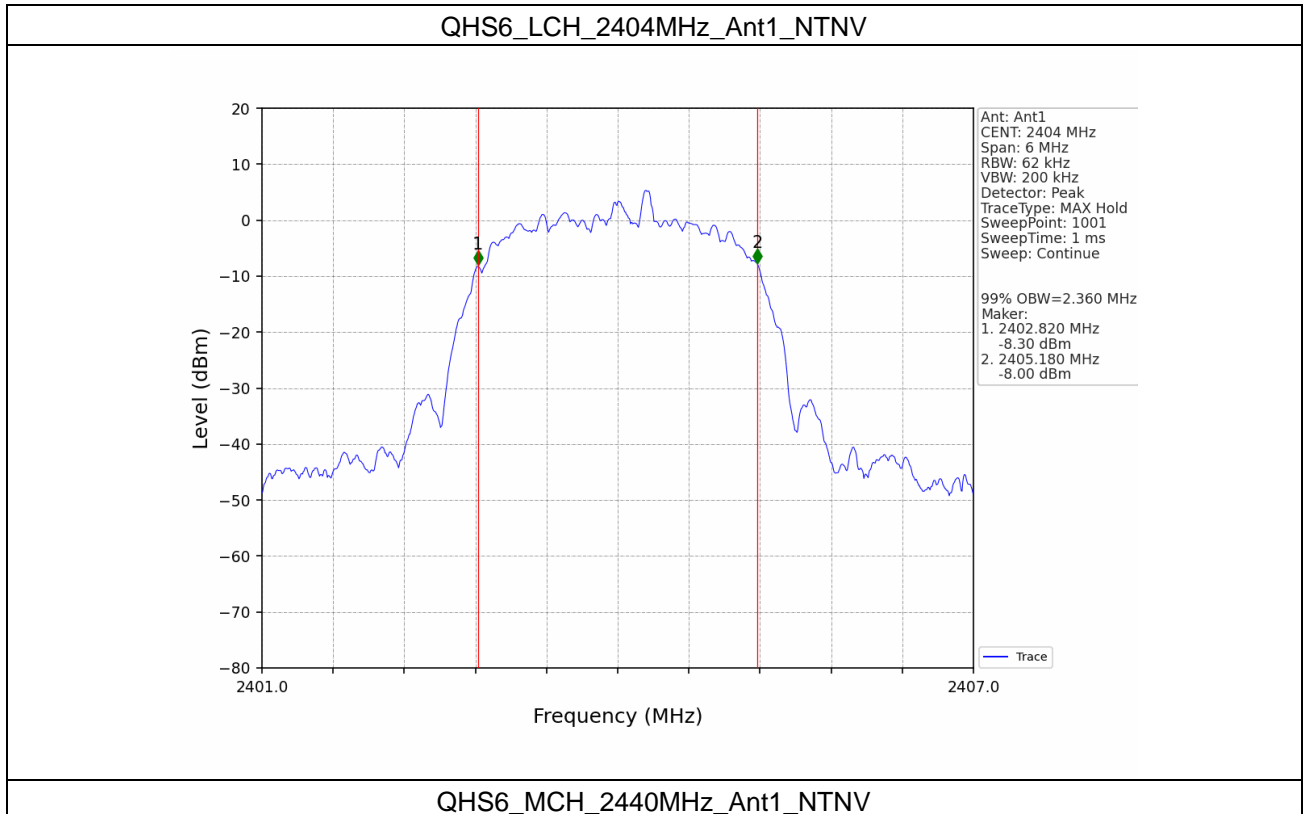 QHS6_LCH_2404MHz_Ant1_NTNV
20
10
0
−10
−20
−30
−40
−50
−60
−70
−80
Level (dBm)
1
2
2401.0
2407.0
Frequency (MHz)
Ant: Ant1
CENT: 2404 MHz
Span: 6 MHz
RBW: 62 kHz
VBW: 200 kHz
Detector: Peak
TraceType: MAX Hold
SweepPoint: 1001
SweepTime: 1 ms
Sweep: Continue
99% OBW=2.360 MHz
Maker:
1. 2402.820 MHz
-8.30 dBm
2. 2405.180 MHz
-8.00 dBm
Trace
QHS6_MCH_2440MHz_Ant1_NTNV